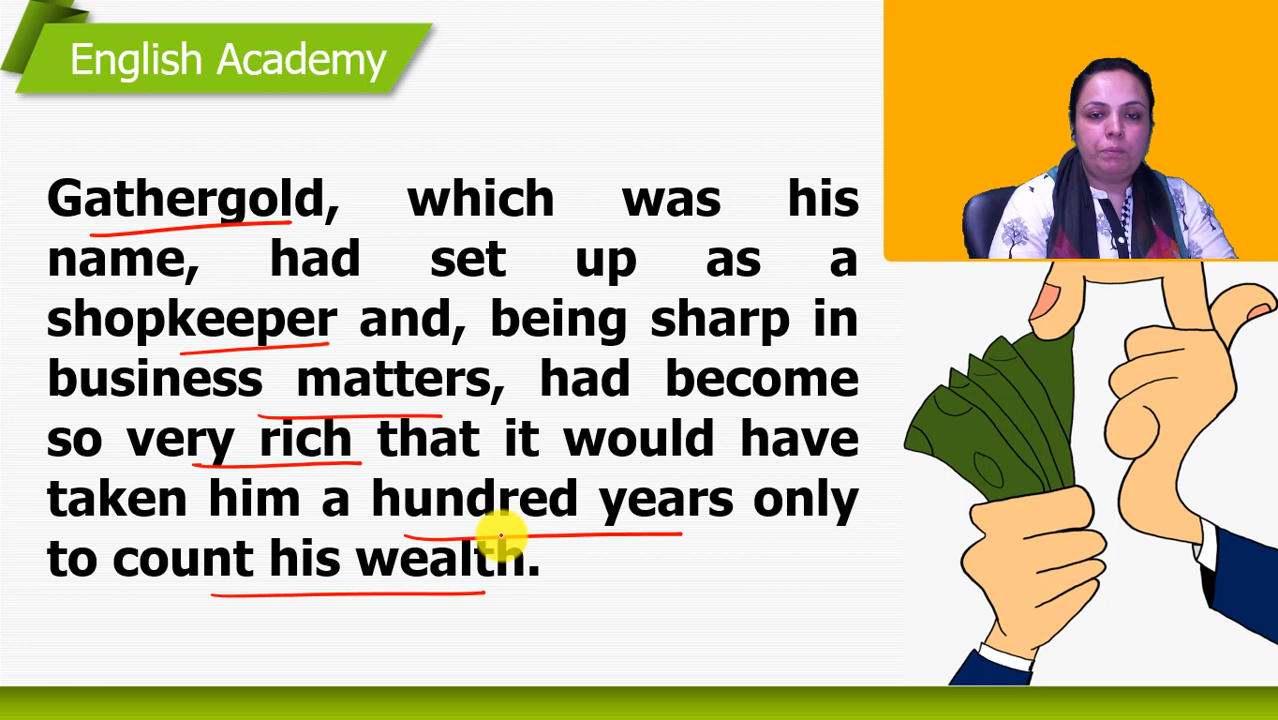 English Academy
Gathergold, which was his
name, had set up as a
shopkeeper and, being sharp in
business matters, had become
so very rich that it would have
taken him a hundred years only
to count his wealth.